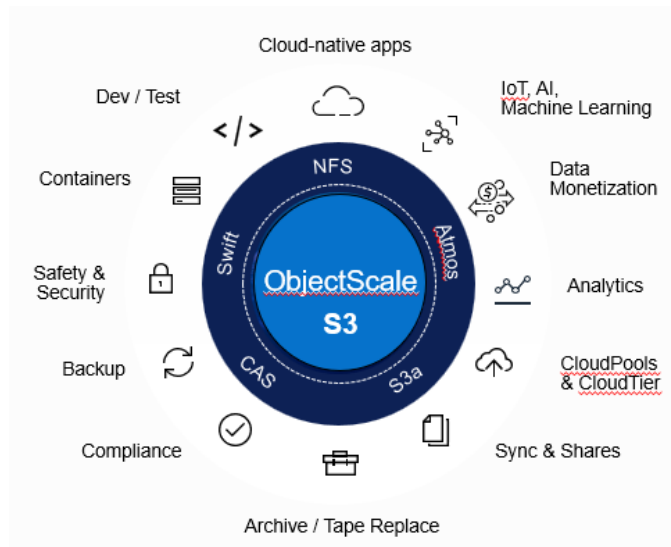 Cloud-native apps
IoT, AI,
Machine Learning
Dev / Test
NFS
Data
Monetization
Containers
Swift
Atmos
ObjectScale
S3
Safety &
Security
Analytics
CAS
S3a
Backup
CloudPools
& CloudTier
Compliance
Sync & Shares
Archive / Tape Replace